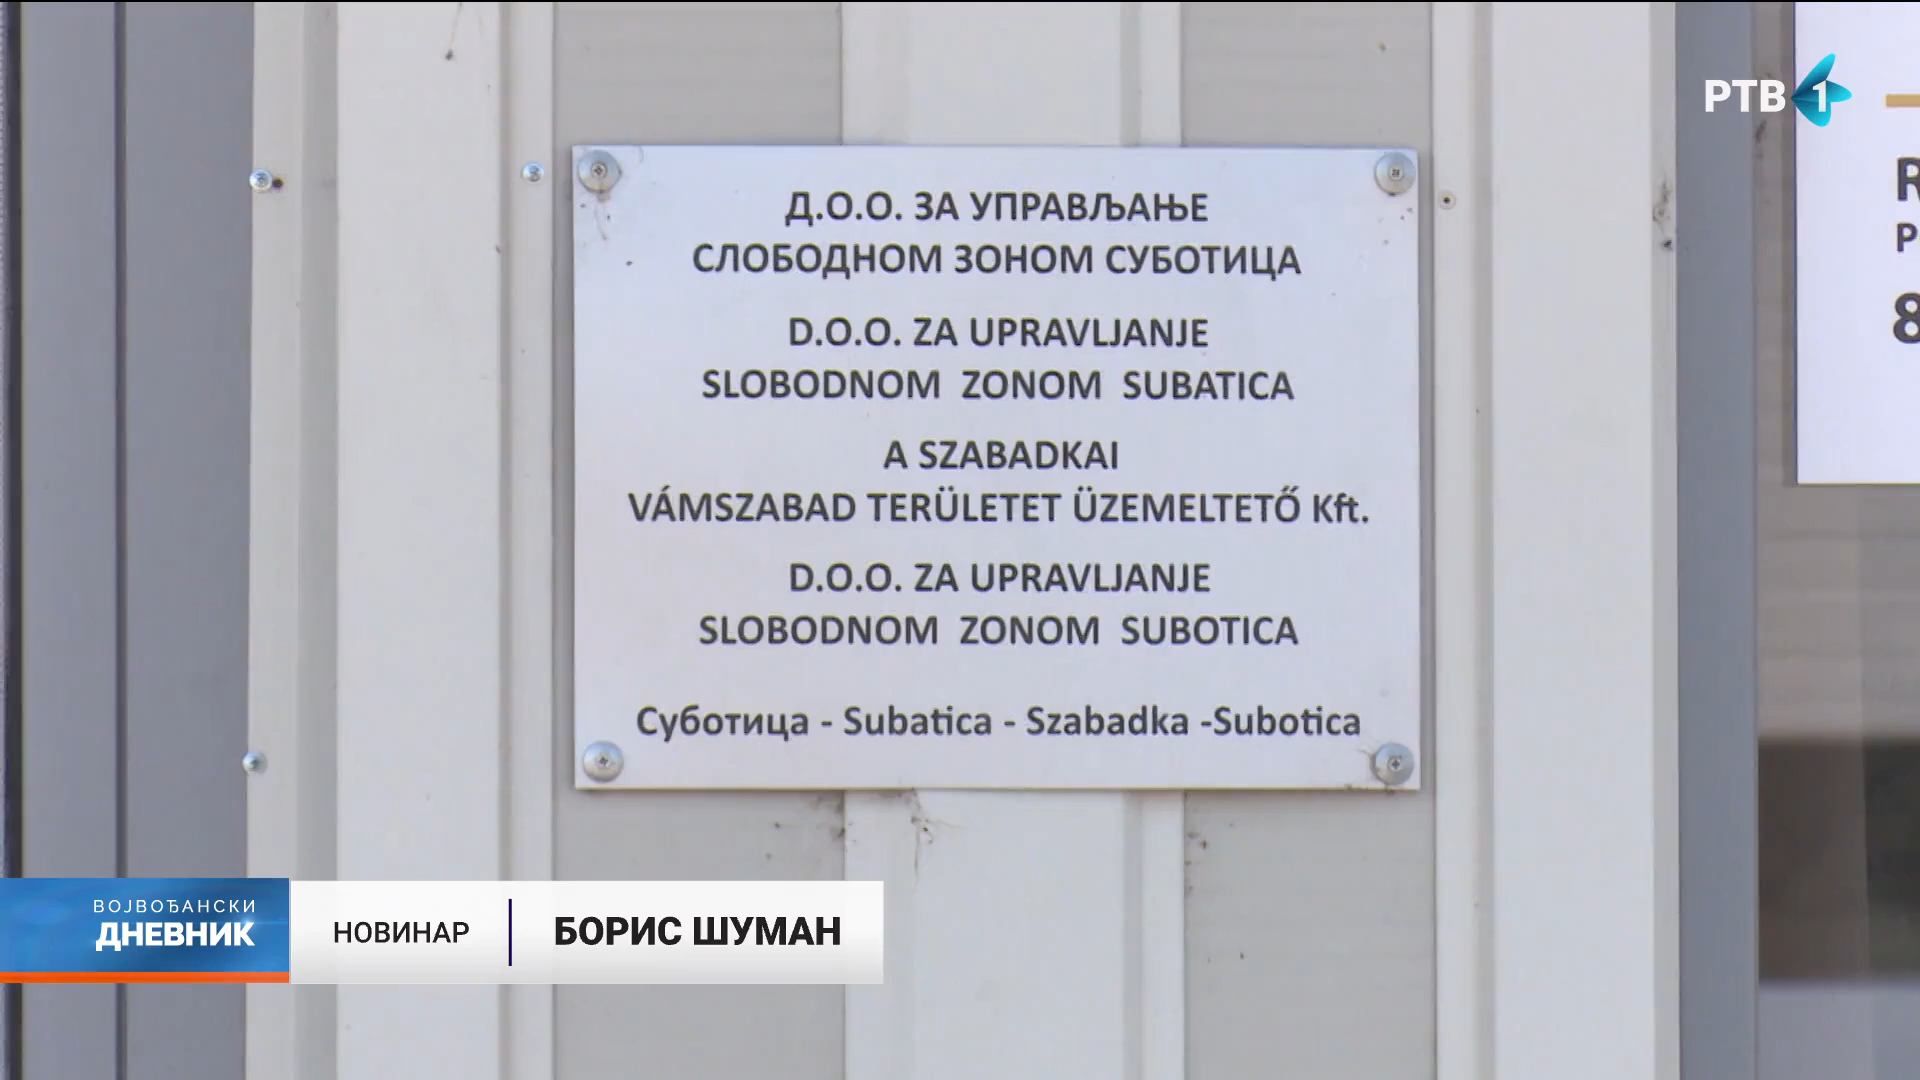 РТВ 1
Д.О.О. ЗА УПРАВЉАЊЕ
СЛОБОДНОМ ЗОНОМ СУБОТИЦА
D.O.O. ZA UPRAVLJANJE
SLOBODNOM ZONOM SUBATICA
A SZABADKAI
VÁMSZABAD TERÜLETET ÜZEMELTETŐ Kft.
D.O.O. ZA UPRAVLJANJE
SLOBODNOM ZONOM SUBOTICA
Суботица - Subatica - Szabadka -Subotica
ВОЈВОЂАНСКИ
ДНЕВНИК
НОВИНАР
БОРИС ШУМАН